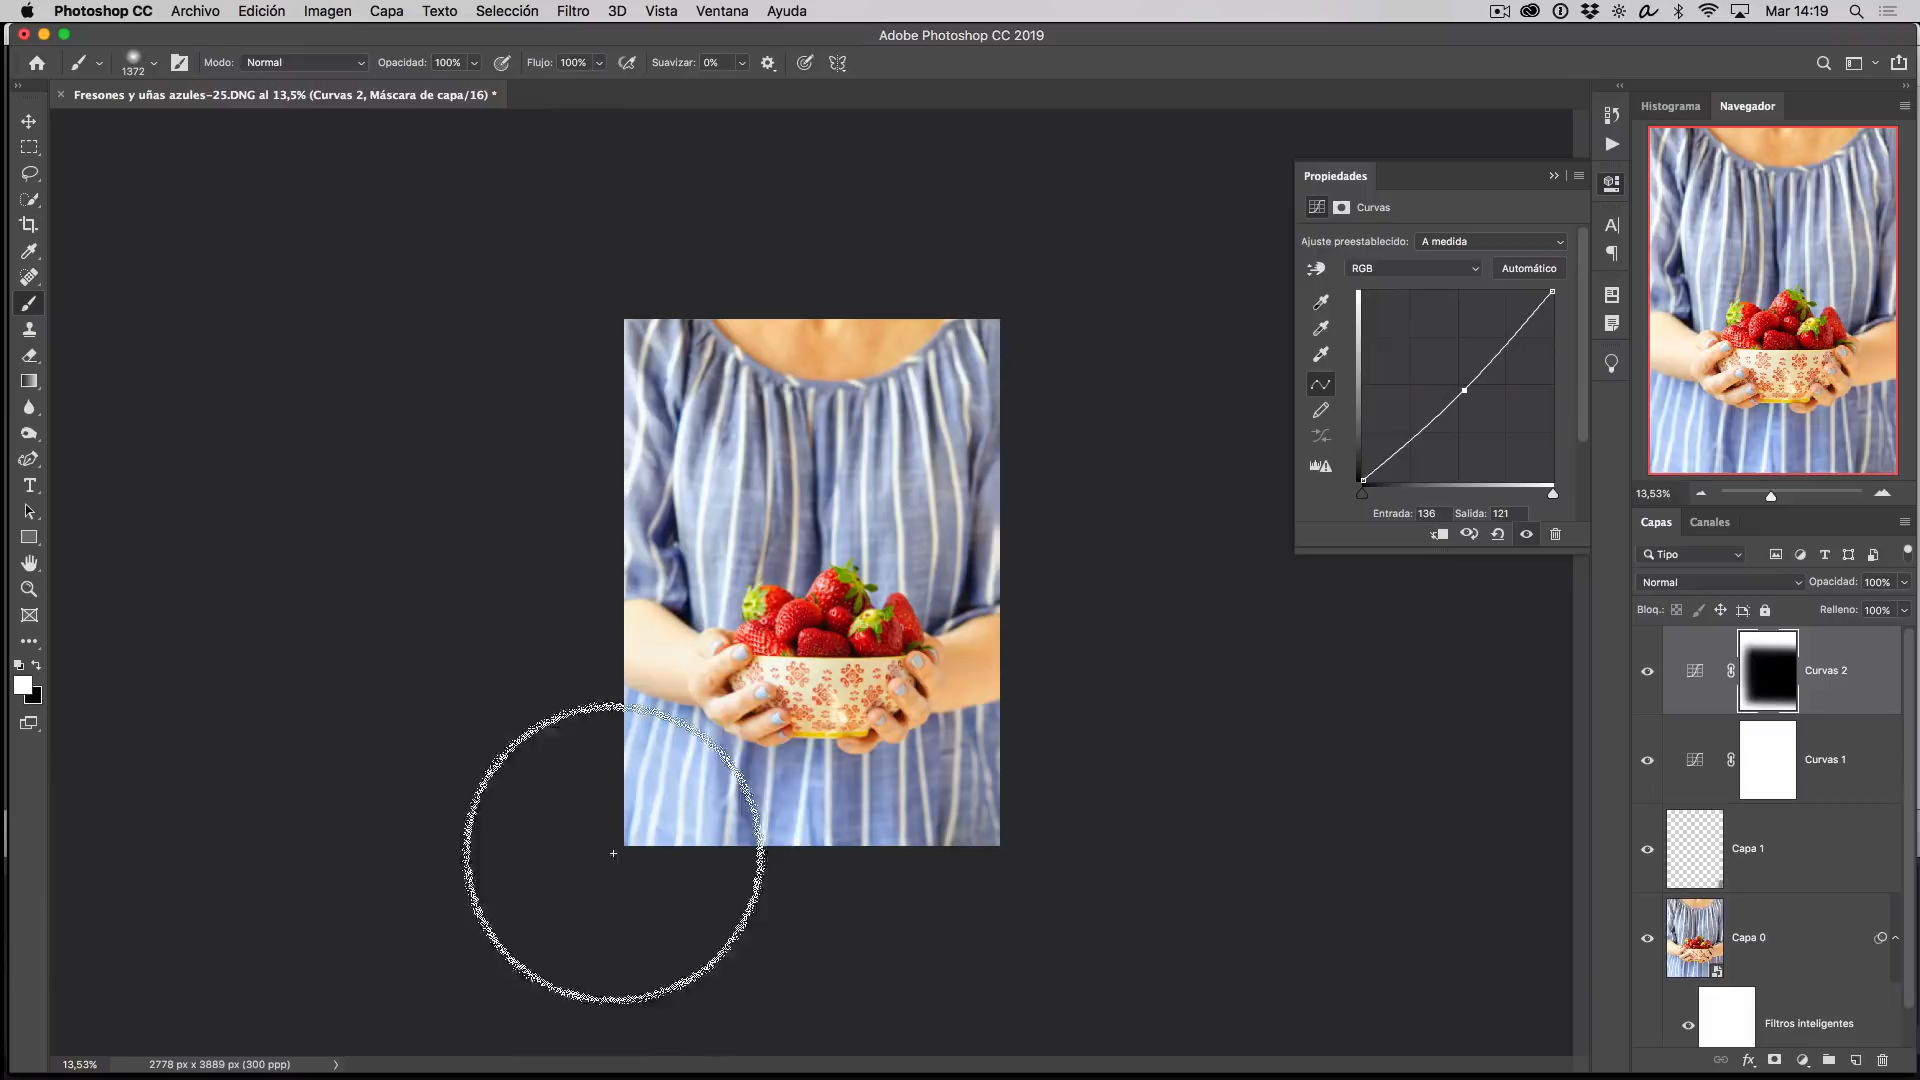 Photoshop CC Archivo Edición Imagen Capa Texto Selección Filtro 3D Vista Ventana Ayuda Mar 14:19
Adobe Photoshop CC 2019
1372 Modo: Normal Opacidad: 100% Flujo: 100% Suavizar: 0%
× Fresones y uñas azules-25.DNG al 13,5% (Curvas 2, Máscara de capa/16) *
Histograma Navegador
Propiedades
Curvas
Ajuste preestablecido: A medida
RGB Automático
13,53%
Entrada: 136 Salida: 121
Capas Canales
Tipo
Normal Opacidad: 100%
Bloq.: Relleno: 100%
Curvas 2
Curvas 1
Capa 1
Capa 0
Filtros inteligentes
13,53% 2778 px x 3889 px (300 ppp)